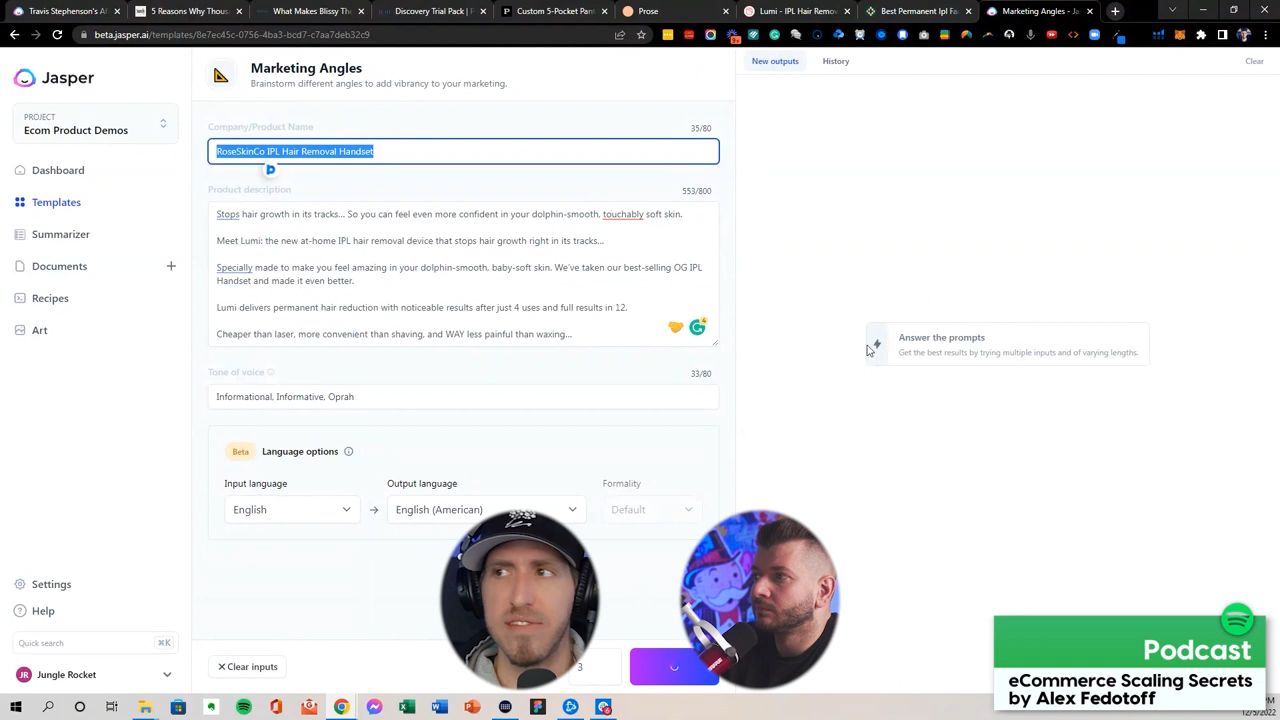 Travis Stephenson's A
5 Reasons Why Most
What Makes Blissy Tho
Discovery Trial Pack | P
Custom 5-Pocket Pan
Prose
Lumi - IPL Hair Remov
Best Permanent Ipl Fa
Marketing Angles - Ja
beta.jasper.ai/templates/8e7ec45c-0756-4ba3-bcd7-c7aa7deb32c9
Jasper
PROJECT
Ecom Product Demos
Dashboard
Templates
Summarizer
Documents
Recipes
Art
Settings
Help
Quick search
⌘K
JR
Jungle Rocket
Marketing Angles
Brainstorm different angles to add vibrancy to your marketing.
Company/Product Name
35/80
RoseSkinCo IPL Hair Removal Handset
Product description
553/800
Stops hair growth in its tracks... So you can feel even more confident in your dolphin-smooth, touchably soft skin.
Meet Lumi: the new at-home IPL hair removal device that stops hair growth right in its tracks...
Specially made to make you feel amazing in your dolphin-smooth, baby-soft skin. We've taken our best-selling OG IPL
Handset and made it even better.
Lumi delivers permanent hair reduction with noticeable results after just 4 uses and full results in 12.
Cheaper than laser, more convenient than shaving, and WAY less painful than waxing...
Tone of voice
33/80
Informational, Informative, Oprah
Beta
Language options
Input language
Output language
Formality
English
English (American)
Default
Clear inputs
3
New outputs
History
Clear
Answer the prompts
Get the best results by trying multiple inputs and of varying lengths.
Podcast
eCommerce Scaling Secrets
by Alex Fedotoff
12/5/2022